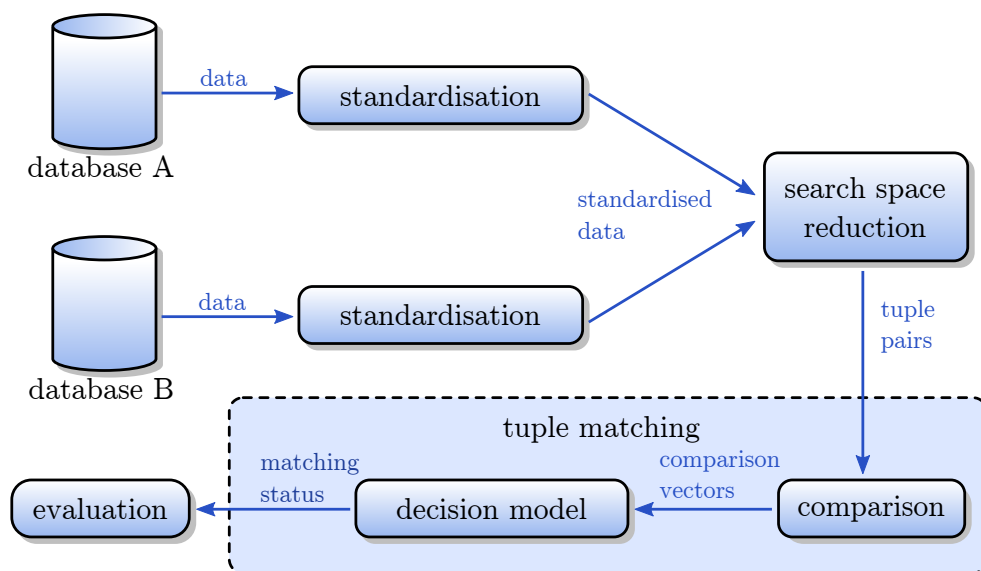 data
standardisation
database A
standardised
data
search space
reduction
data
standardisation
database B
tuple
pairs
tuple matching
matching
status
comparison
vectors
evaluation
decision model
comparison